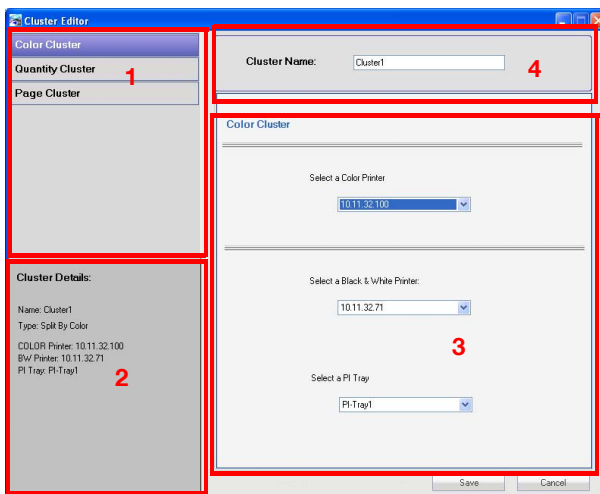 Cluster Editor
Color Cluster
Quantity Cluster
Page Cluster
1
Cluster Name:
Cluster1
4
Color Cluster
Select a Color Printer
10.11.32.100
Select a Black & White Printer:
10.11.32.71
3
Select a PI Tray
PI-Tray1
Cluster Details:
Name: Cluster1
Type: Split By Color
COLOR Printer: 10.11.32.100
BW Printer: 10.11.32.71
PI Tray: PI-Tray1
2
Save
Cancel